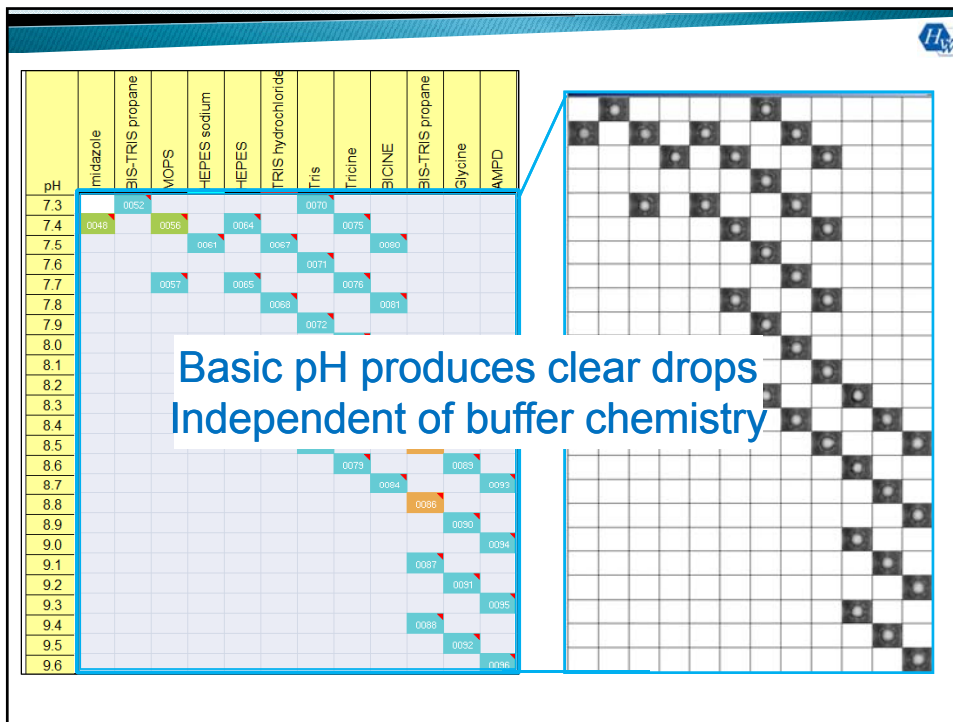 HW
pH midazole BIS-TRIS propane MOPS HEPES sodium HEPES TRIS hydrochloride Tris Tricine BICINE BIS-TRIS propane Glycine AMPD
7.3 0052 0070
7.4 0048 0056 0064 0075
7.5 0061 0067 0080
7.6 0071
7.7 0057 0065 0076
7.8 0068 0081
7.9 0072
8.0
8.1
8.2
8.3
8.4
8.5
8.6 0079 0089
8.7 0084 0093
8.8 0086
8.9 0090
9.0 0094
9.1 0087
9.2 0091
9.3 0095
9.4 0088
9.5 0092
9.6 0096
Basic pH produces clear drops
Independent of buffer chemistry